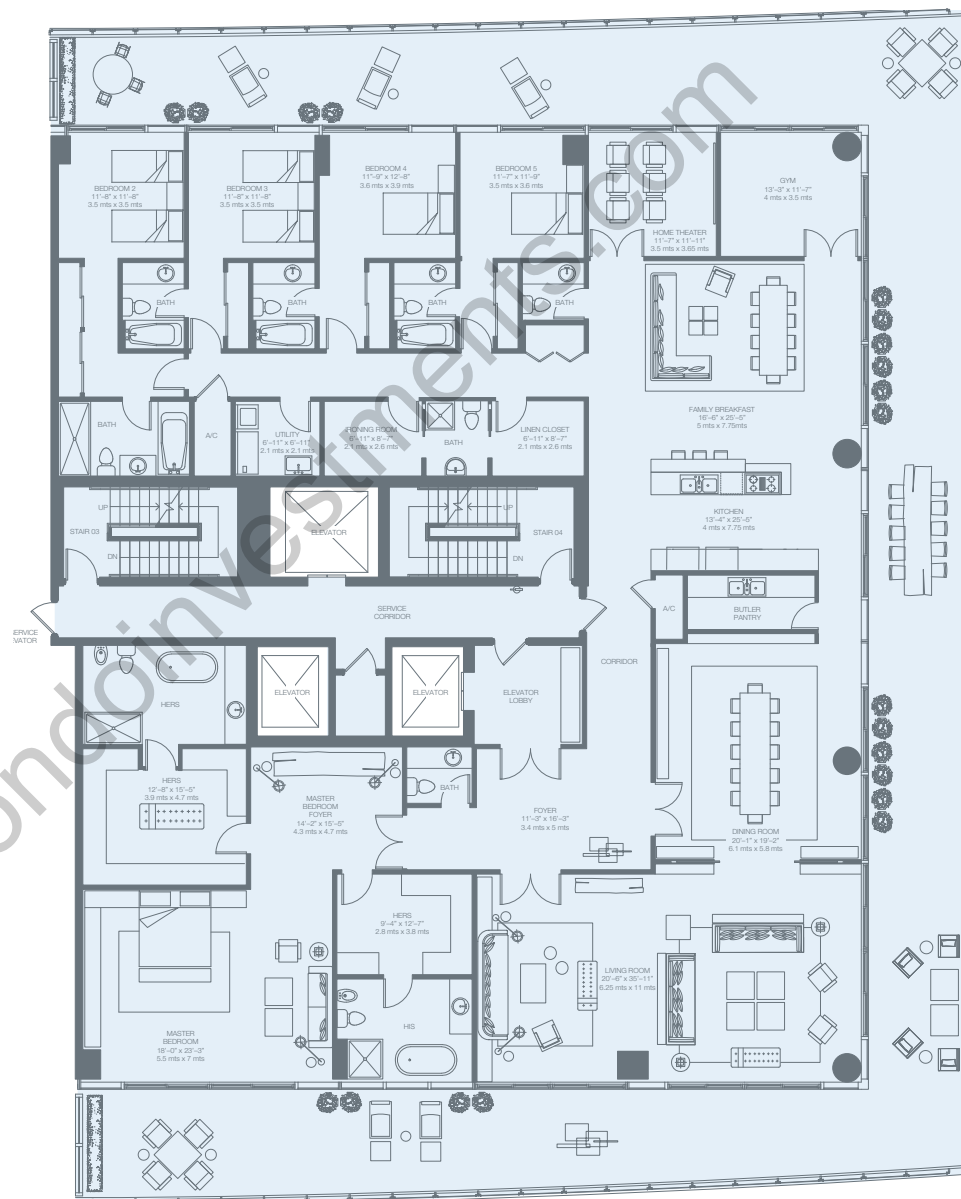 BEDROOM 2
11'-8" x 11'-8"
3.5 mts x 3.5 mts
BEDROOM 3
11'-8" x 11'-8"
3.5 mts x 3.5 mts
BEDROOM 4
11"-9" x 12'-8"
3.6 mts x 3.9 mts
BEDROOM 5
11'-7" x 11'-9"
3.5 mts x 3.6 mts
GYM
13'-3" x 11'-7"
4 mts x 3.5 mts
HOME THEATER
11'-7" x 11'-11"
3.5 mts x 3.65 mts
BATH
BATH
BATH
BATH
FAMILY BREAKFAST
16'-6" x 25'-5"
5 mts x 7.75mts
BATH
A/C
UTILITY
6'-11" x 6'-11"
2.1 mts x 2.1 mts
IRONING ROOM
6'-11" x 8'-7"
2.1 mts x 2.6 mts
BATH
LINEN CLOSET
6'-11" x 8'-7"
2.1 mts x 2.6 mts
KITCHEN
13'-4" x 25'-5"
4 mts x 7.75 mts
UP
STAIR 03
DN
ELEVATOR
UP
STAIR 04
DN
SERVICE
CORRIDOR
A/C
BUTLER
PANTRY
SERVICE
VATOR
CORRIDOR
HERS
ELEVATOR
ELEVATOR
ELEVATOR
LOBBY
HERS
12'-8" x 15'-5"
3.9 mts x 4.7 mts
MASTER
BEDROOM
FOYER
14'-2" x 15'-5"
4.3 mts x 4.7 mts
BATH
FOYER
11'-3" x 16'-3"
3.4 mts x 5 mts
DINING ROOM
20'-1" x 19'-2"
6.1 mts x 5.8 mts
HERS
9'-4" x 12'-7"
2.8 mts x 3.8 mts
LIVING ROOM
20'-6" x 35'-11"
6.25 mts x 11 mts
HIS
MASTER
BEDROOM
18'-0" x 23'-3"
5.5 mts x 7 mts
ondoinvestments.com